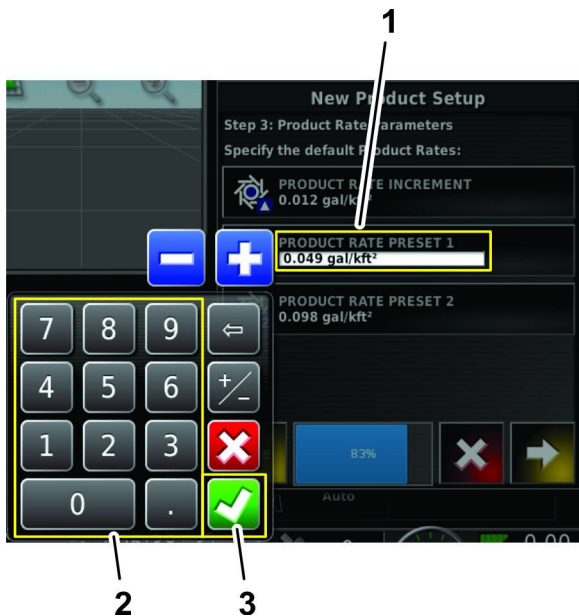 1
New Product Setup
Step 3: Product Rate Parameters
Specify the default Product Rates:
PRODUCT RATE INCREMENT
0.012 gal/kft²
PRODUCT RATE PRESET 1
0.049 gal/kft²
PRODUCT RATE PRESET 2
0.098 gal/kft²
7 8 9
4 5 6 +/−
1 2 3
0 .
83%
Auto
0.00
2 3